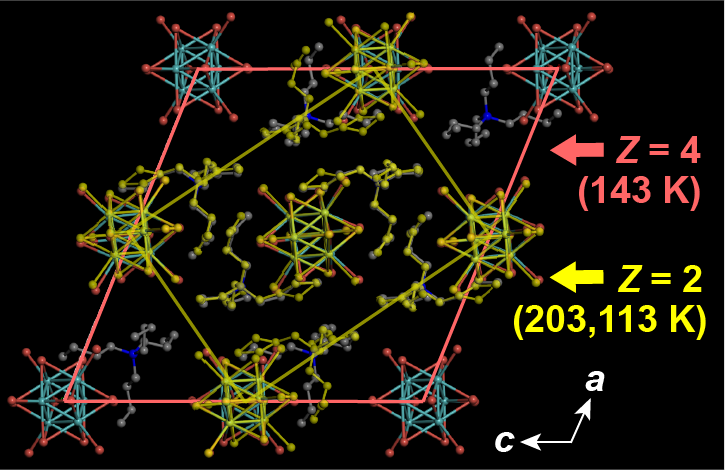 Z = 4
(143 K)
Z = 2
(203,113 K)
a
c